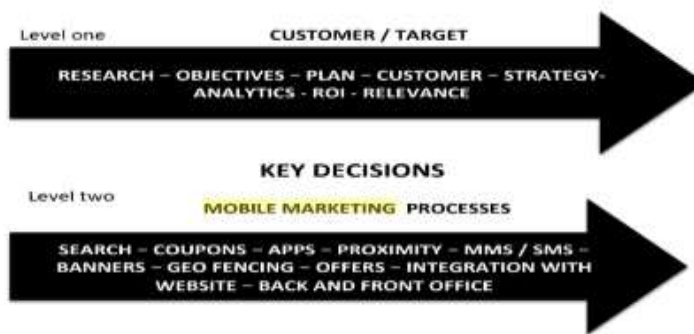 Level one
CUSTOMER / TARGET
RESEARCH – OBJECTIVES – PLAN – CUSTOMER – STRATEGY-
ANALYTICS - ROI - RELEVANCE
KEY DECISIONS
Level two
MOBILE MARKETING PROCESSES
SEARCH – COUPONS – APPS – PROXIMITY – MMS / SMS –
BANNERS – GEO FENCING – OFFERS – INTEGRATION WITH
WEBSITE – BACK AND FRONT OFFICE